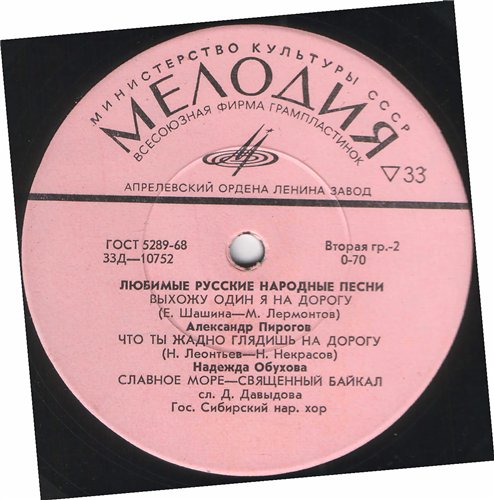 МИНИСТЕРСТВО КУЛЬТУРЫ СССР
МЕЛОДИЯ
ВСЕСОЮЗНАЯ ФИРМА ГРАМПЛАСТИНОК
▽33
АПРЕЛЕВСКИЙ ОРДЕНА ЛЕНИНА ЗАВОД
ГОСТ 5289-68 Вторая гр.-2
33Д—10752 0-70
ЛЮБИМЫЕ РУССКИЕ НАРОДНЫЕ ПЕСНИ
ВЫХОЖУ ОДИН Я НА ДОРОГУ
(Е. Шашина—М. Лермонтов)
Александр Пирогов
ЧТО ТЫ ЖАДНО ГЛЯДИШЬ НА ДОРОГУ
(Н. Леонтьев—Н. Некрасов)
Надежда Обухова
СЛАВНОЕ МОРЕ—СВЯЩЕННЫЙ БАЙКАЛ
сл. Д. Давыдова
Гос. Сибирский нар. хор